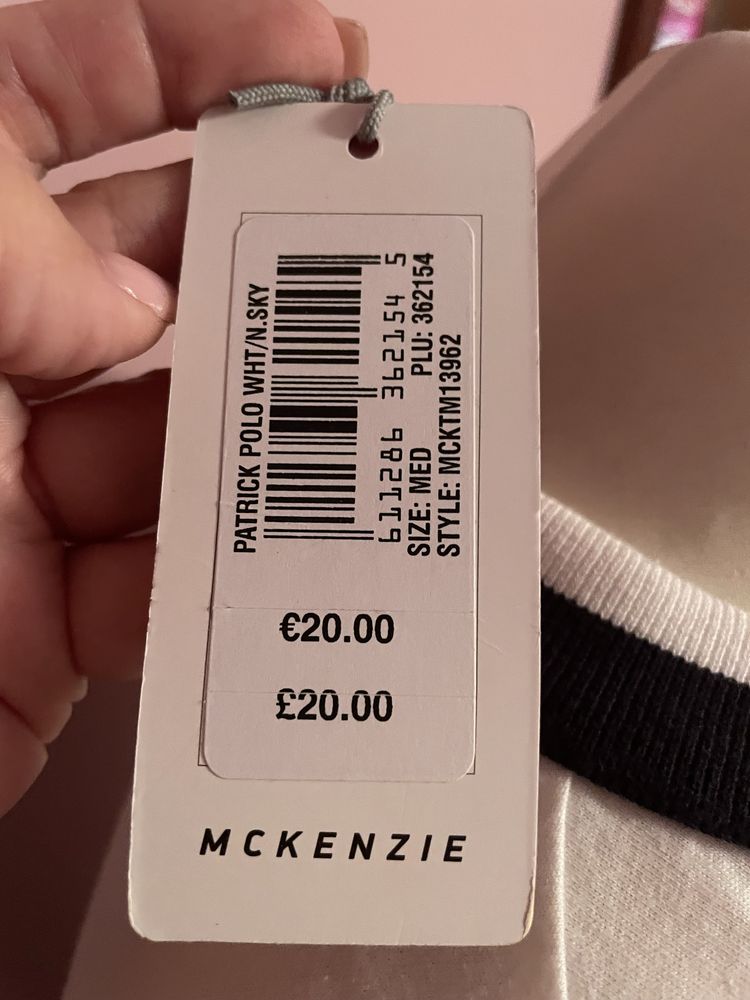 PATRICK POLO WHT/N.SKY
611286 362154 5
SIZE: MED PLU: 362154
STYLE: MCKTM13962
€20.00
£20.00
MCKENZIE